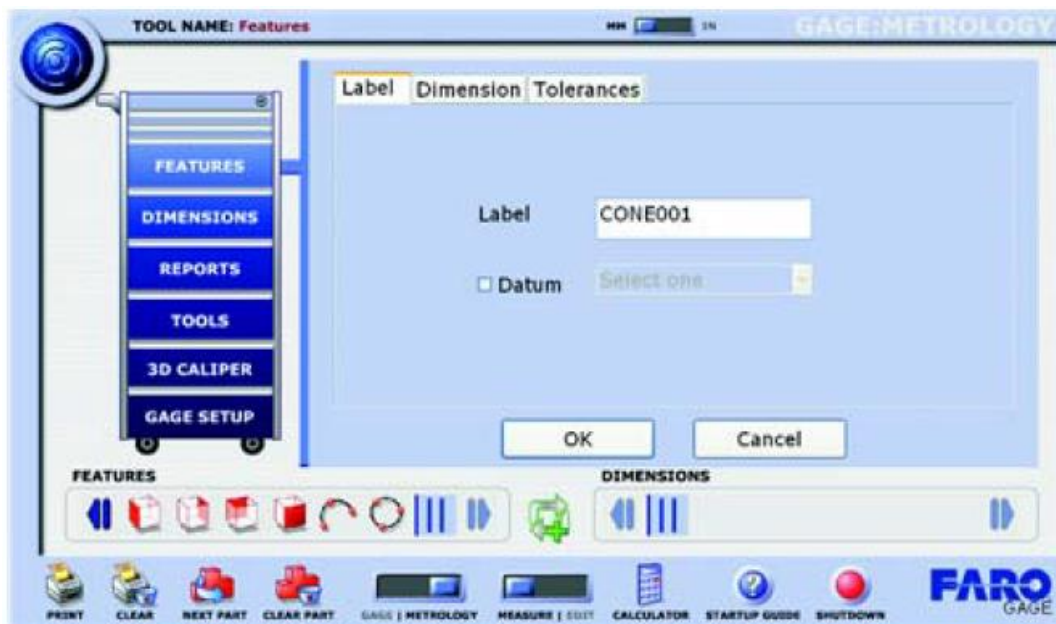 TOOL NAME: Features
MM IN
GAGE:METROLOGY
Label Dimension Tolerances
FEATURES
DIMENSIONS
REPORTS
TOOLS
3D CALIPER
GAGE SETUP
Label CONE001
Datum Select one
OK Cancel
FEATURES DIMENSIONS
PRINT CLEAR NEXT PART CLEAR PART GAGE | METROLOGY MEASURE | EDIT CALCULATOR STARTUP GUIDE SHUTDOWN
FARO
GAGE